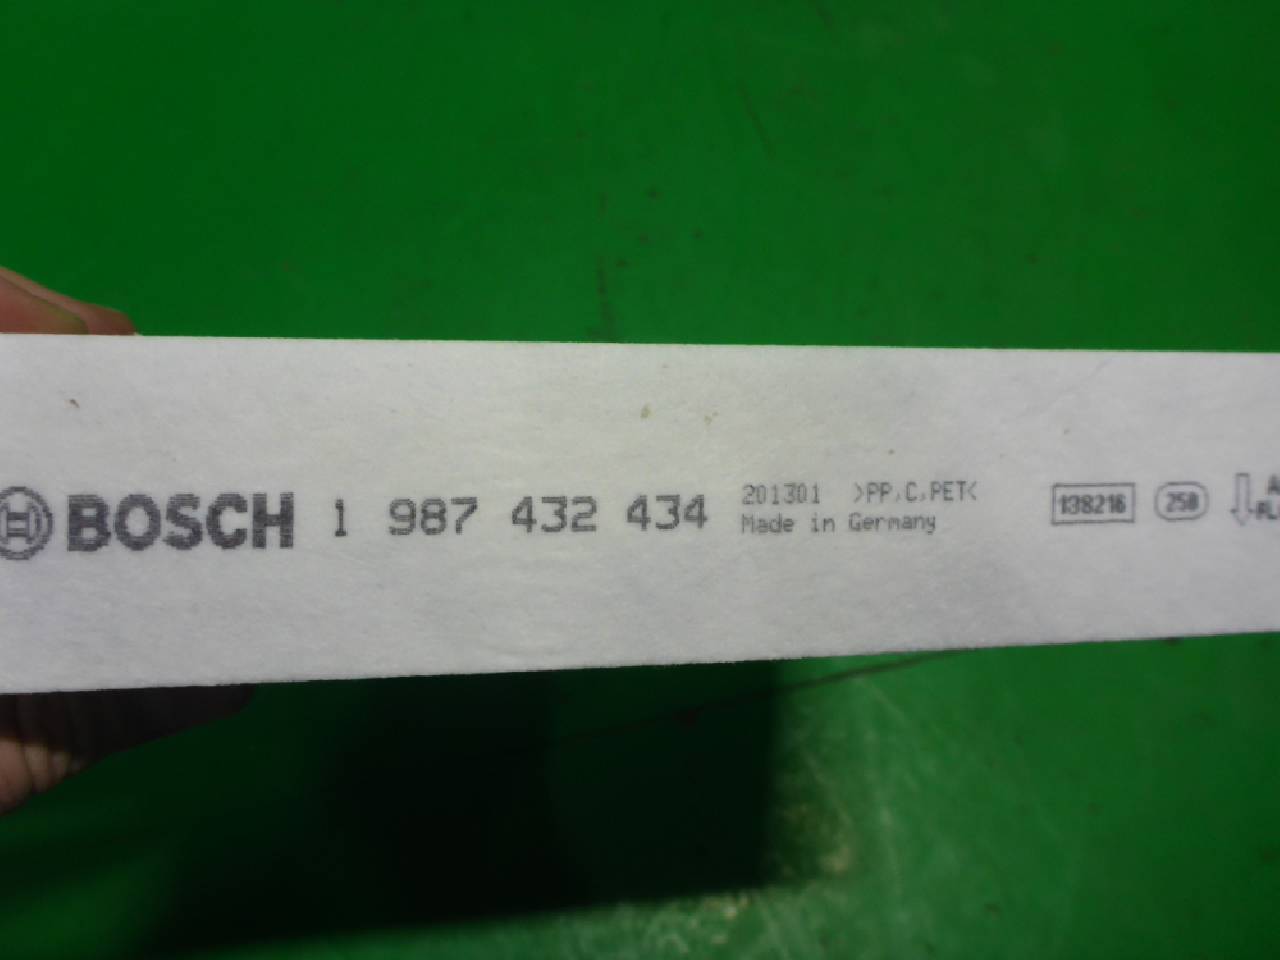 BOSCH 1 987 432 434
201301 >PP,C,PET<
Made in Germany
138216
250